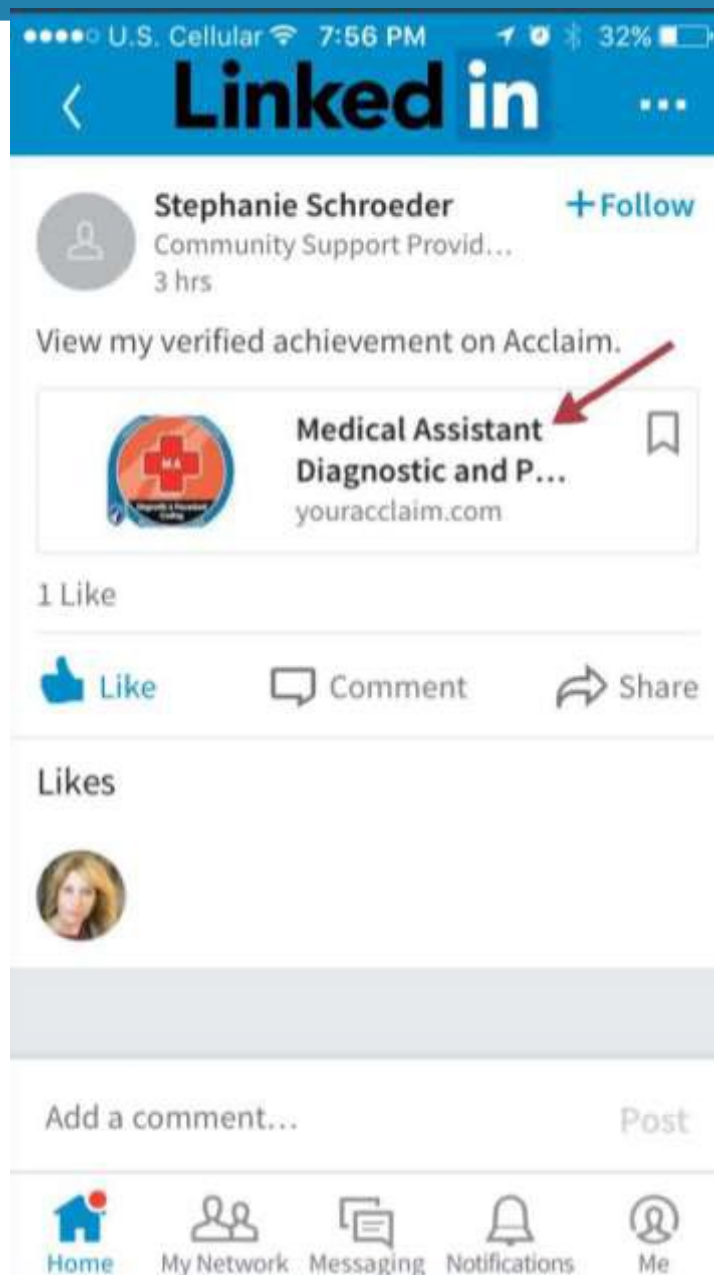 U.S. Cellular 7:56 PM 32%
Linked in
Stephanie Schroeder +Follow
Community Support Provid...
3 hrs
View my verified achievement on Acclaim.
MA
Medical Assistant
Diagnostic and P...
youracclaim.com
1 Like
Like Comment Share
Likes
Add a comment... Post
Home My Network Messaging Notifications Me